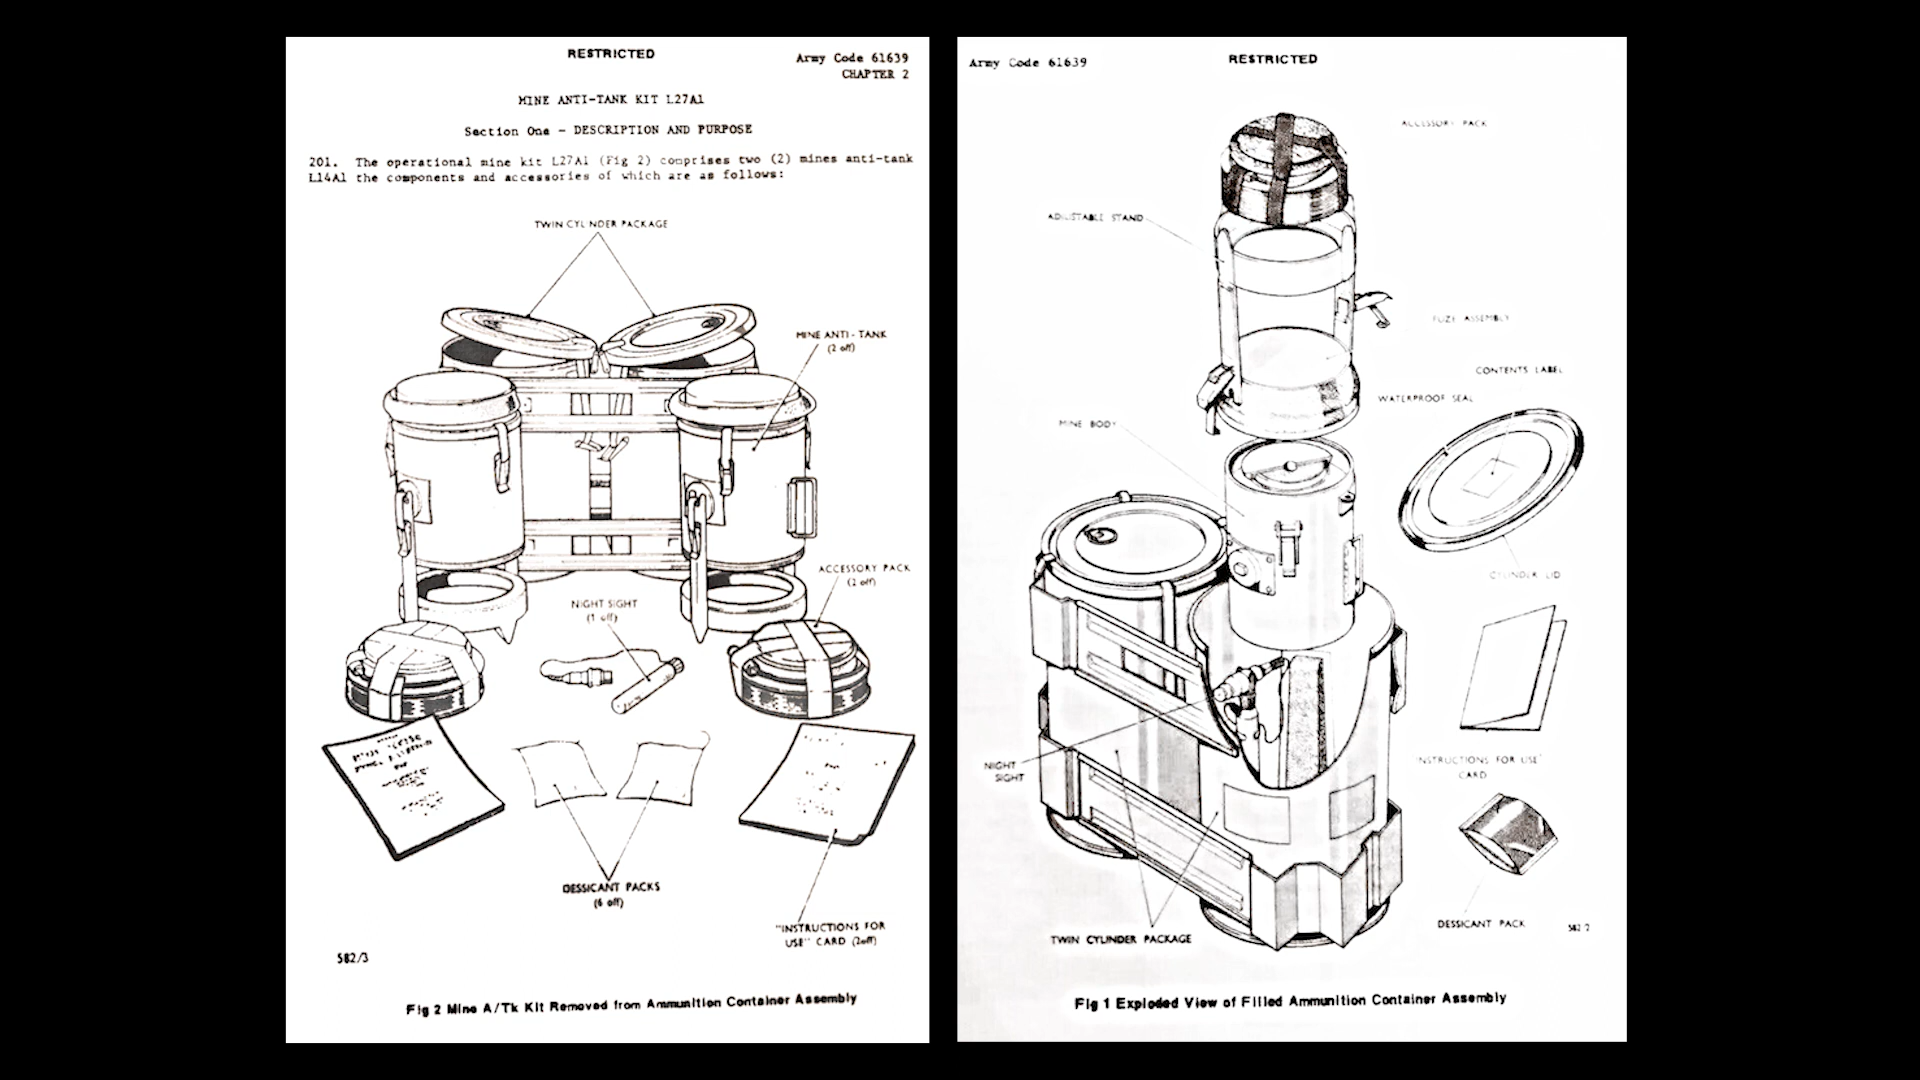 RESTRICTED
Army Code 61639
CHAPTER 2
MINE ANTI-TANK KIT L27A1
Section One - DESCRIPTION AND PURPOSE
201. The operational mine kit L27A1 (Fig 2) comprises two (2) mines anti-tank
L14A1 the components and accessories of which are as follows:
TWIN CYLINDER PACKAGE
MINE ANTI-TANK
(2 off)
ACCESSORY PACK
(2 off)
NIGHT SIGHT
(1 off)
DESSICANT PACKS
(6 off)
"INSTRUCTIONS FOR
USE" CARD (2off)
582/3
Fig 2 Mine A/Tk Kit Removed from Ammunition Container Assembly
Army Code 61639
RESTRICTED
ACCESSORY PACK
ADJUSTABLE STAND
FUZE ASSEMBLY
CONTENTS LABEL
WATERPROOF SEAL
MINE BODY
CYLINDER LID
'INSTRUCTIONS FOR USE'
CARD
NIGHT
SIGHT
DESSICANT PACK
582/2
TWIN CYLINDER PACKAGE
Fig 1 Exploded View of Filled Ammunition Container Assembly